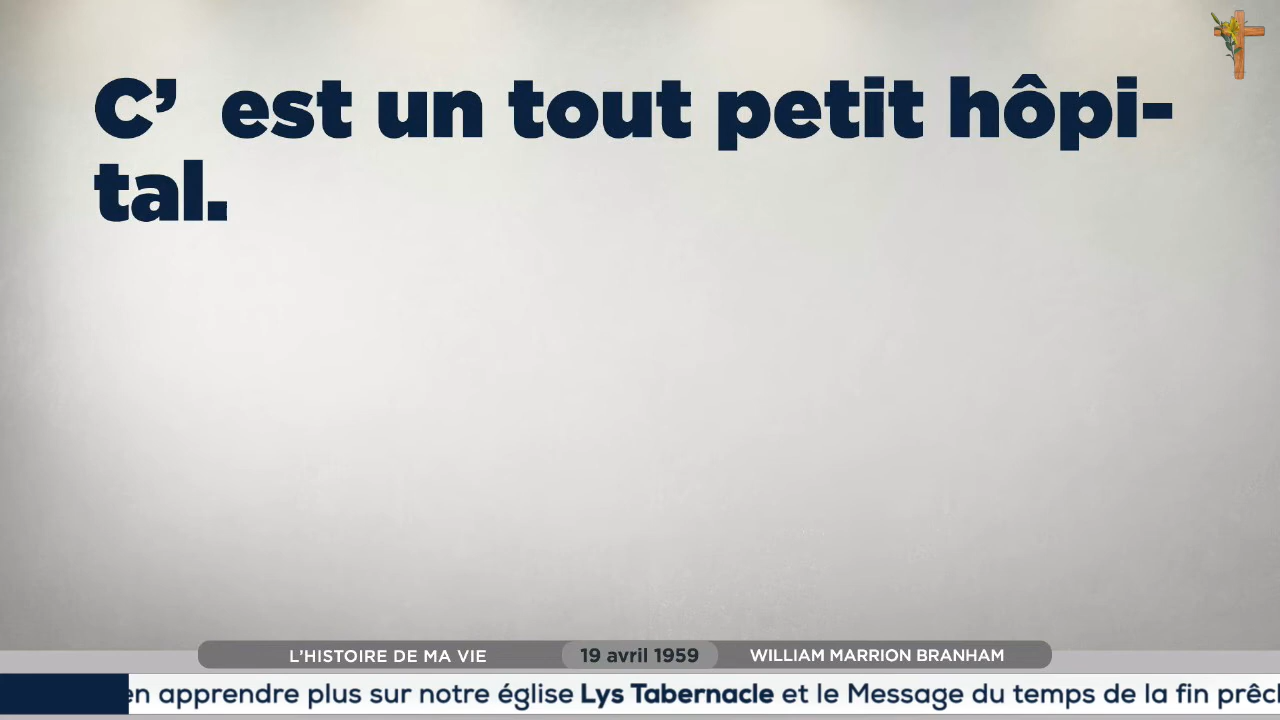 C’ est un tout petit hôpi-
tal.
L’HISTOIRE DE MA VIE 19 avril 1959 WILLIAM MARRION BRANHAM
en apprendre plus sur notre église Lys Tabernacle et le Message du temps de la fin